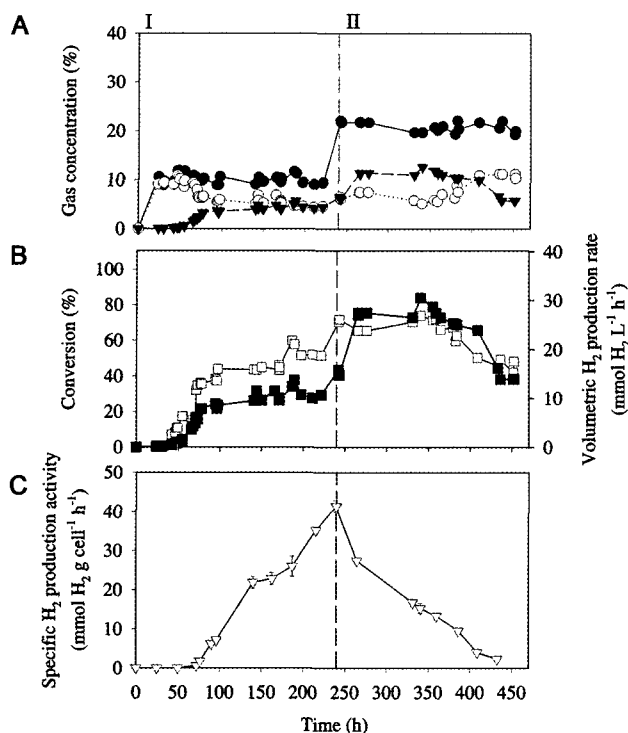 I II
A
Gas concentration (%)
40
30
20
10
0
B
Conversion (%)
100
80
60
40
20
0
40
30
20
10
0
Volumetric H2 production rate
(mmol H2 L-1 h-1)
C
Specific H2 production activity
(mmol H2 g cell-1 h-1)
50
40
30
20
10
0
0 50 100 150 200 250 300 350 400 450
Time (h)